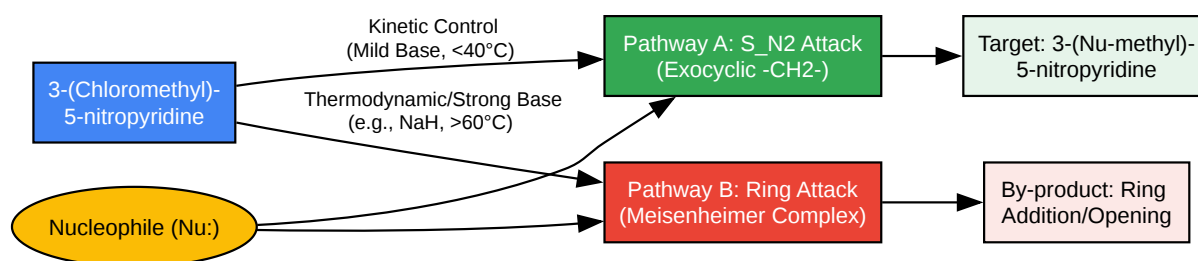 Kinetic Control
(Mild Base, <40°C)
Pathway A: S_N2 Attack
(Exocyclic -CH2-)
Target: 3-(Nu-methyl)-
5-nitropyridine
3-(Chloromethyl)-
5-nitropyridine
Thermodynamic/Strong Base
(e.g., NaH, >60°C)
Nucleophile (Nu:)
Pathway B: Ring Attack
(Meisenheimer Complex)
By-product: Ring
Addition/Opening